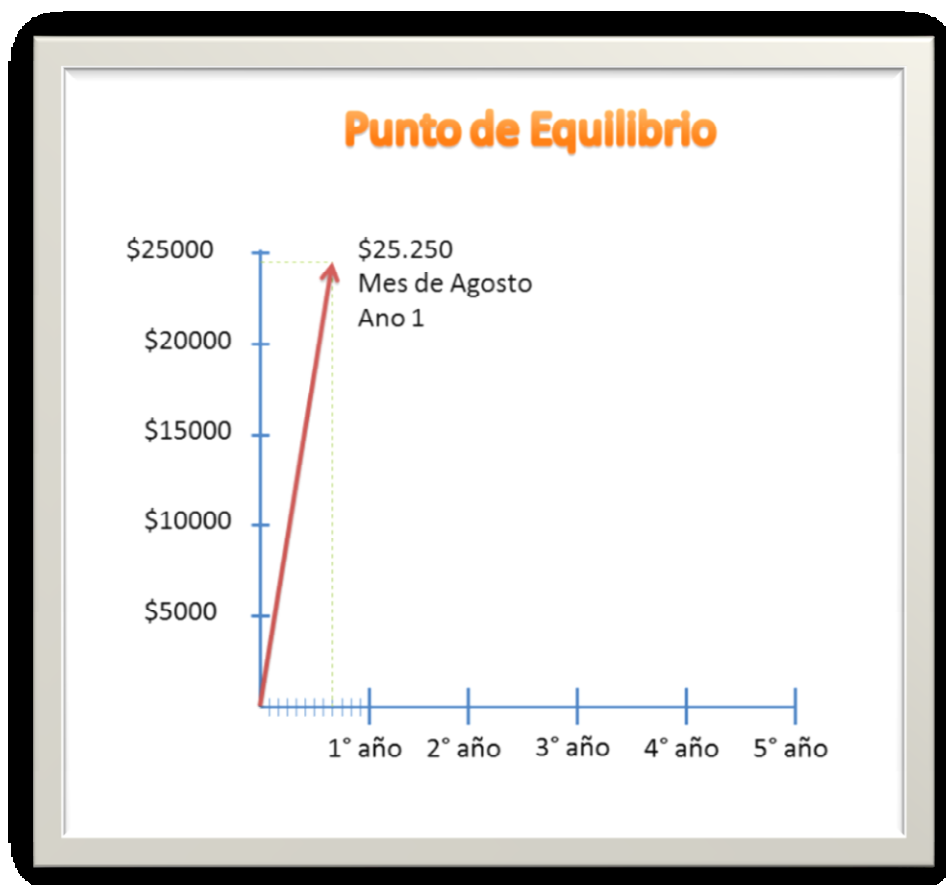 Punto de Equilibrio
$25000
$25.250
Mes de Agosto
Ano 1
$20000
$15000
$10000
$5000
1° año 2° año 3° año 4° año 5° año